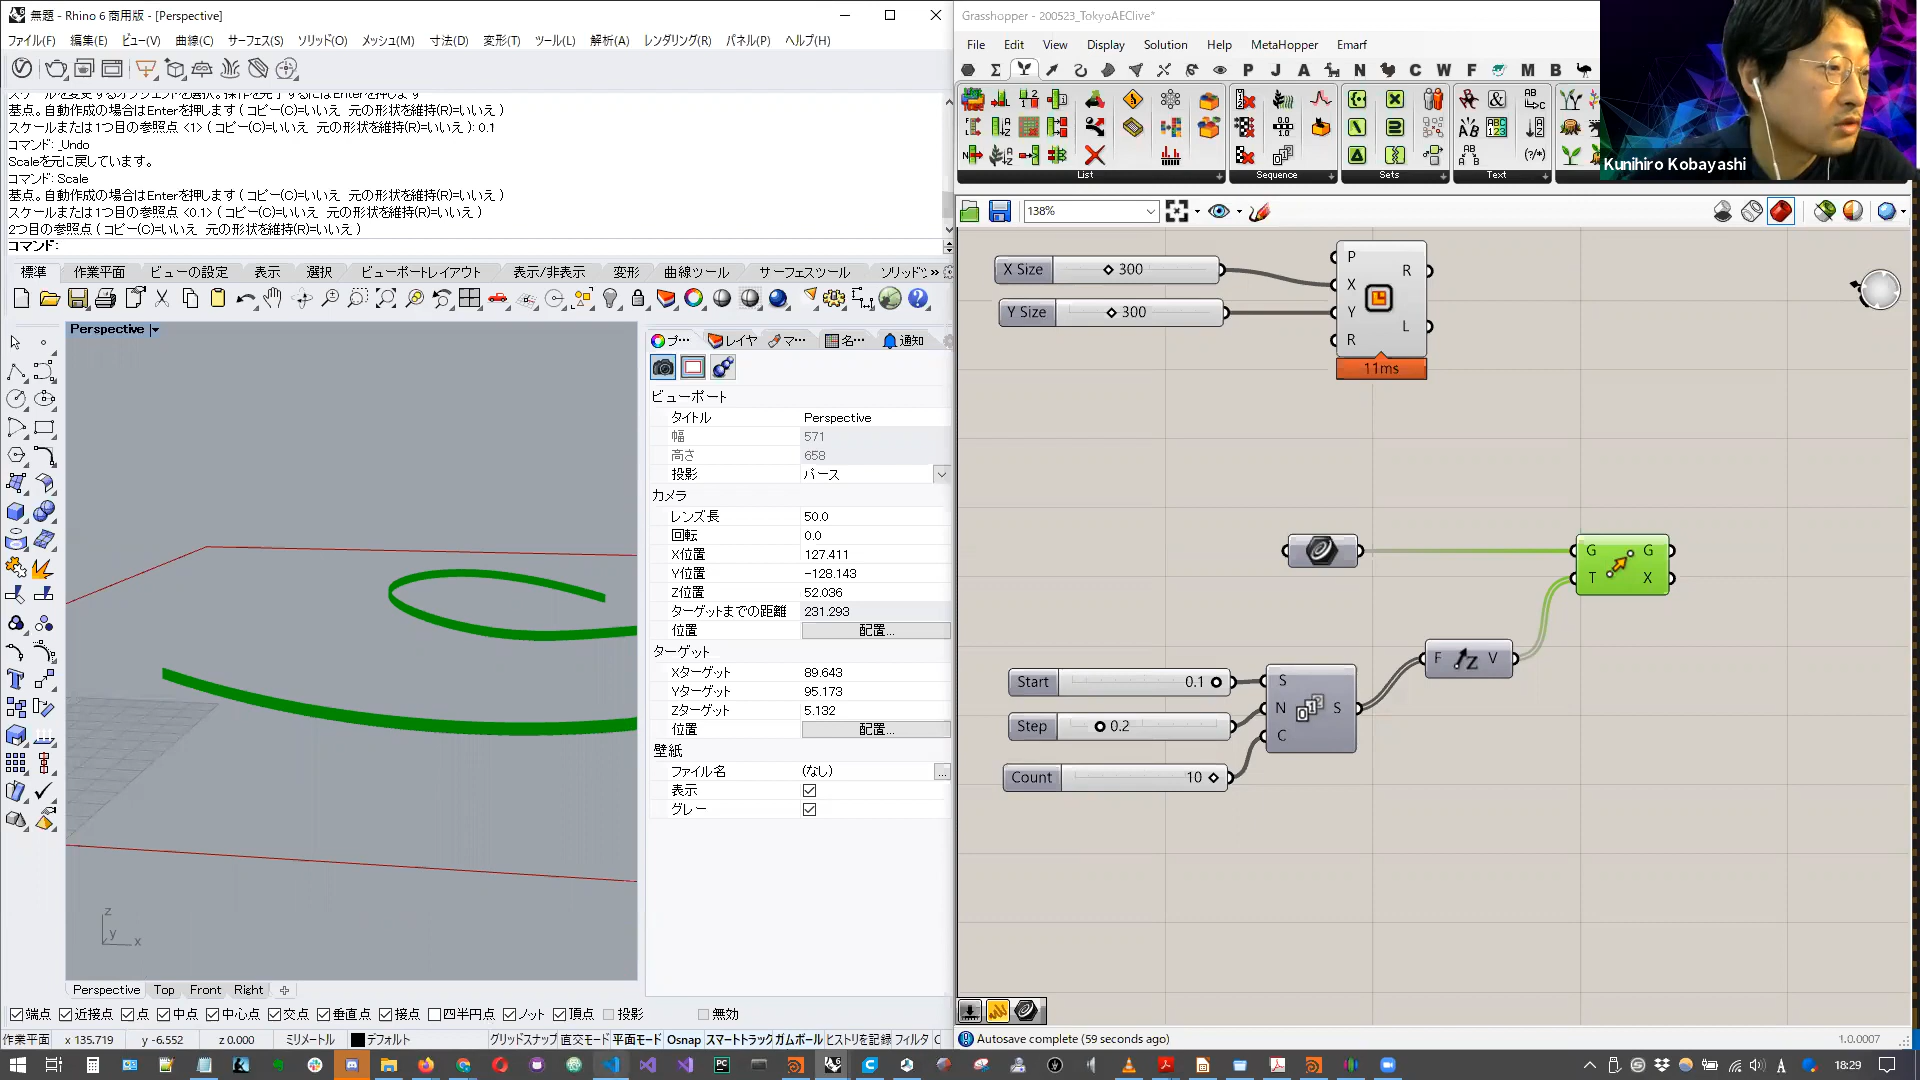 無題 - Rhino 6 商用版 - [Perspective]
ファイル(F) 編集(E) ビュー(V) 曲線(C) サーフェス(S) ソリッド(O) メッシュ(M) 寸法(D) 変形(T) ツール(L) 解析(A) レンダリング(R) パネル(P) ヘルプ(H)
基点。自動作成の場合はEnterを押します ( コピー(C)=いいえ 元の形状を維持(R)=いいえ )
スケールまたは1つ目の参照点 <1> ( コピー(C)=いいえ 元の形状を維持(R)=いいえ ): 0.1
コマンド: _Undo
Scaleを元に戻しています。
コマンド: Scale
基点。自動作成の場合はEnterを押します ( コピー(C)=いいえ 元の形状を維持(R)=いいえ )
スケールまたは1つ目の参照点 <0.1> ( コピー(C)=いいえ 元の形状を維持(R)=いいえ )
2つ目の参照点 ( コピー(C)=いいえ 元の形状を維持(R)=いいえ )
コマンド:
標準 作業平面 ビューの設定 表示 選択 ビューポートレイアウト 表示/非表示 変形 曲線ツール サーフェスツール ソリッド »
Perspective
プ… レイヤ マ… 名… 通知
ビューポート
タイトル Perspective
幅 571
高さ 658
投影 パース
カメラ
レンズ長 50.0
回転 0.0
X位置 127.411
Y位置 -128.143
Z位置 52.036
ターゲットまでの距離 231.293
位置 配置...
ターゲット
Xターゲット 89.643
Yターゲット 95.173
Zターゲット 5.132
位置 配置...
壁紙
ファイル名 (なし) ...
表示
グレー
z
y x
Perspective Top Front Right
端点 近接点 点 中点 中心点 交点 垂直点 接点 四半円点 ノット 頂点 投影 無効
作業平面 x 135.719 y -6.552 z 0.000 ミリメートル デフォルト グリッドスナップ 直交モード 平面モード Osnap スマートトラック ガムボール ヒストリを記録 フィルタ
Grasshopper - 200523_TokyoAEClive*
File Edit View Display Solution Help MetaHopper Emarf
P J A N C W F M B
List Sequence Sets Text
138%
Kunihiro Kobayashi
X Size 300
Y Size 300
P
X
Y
R
R
L
11ms
G G
T X
Start 0.1
Step 0.2
Count 10
S
N S
C
F V
Autosave complete (59 seconds ago)
1.0.0007
18:29